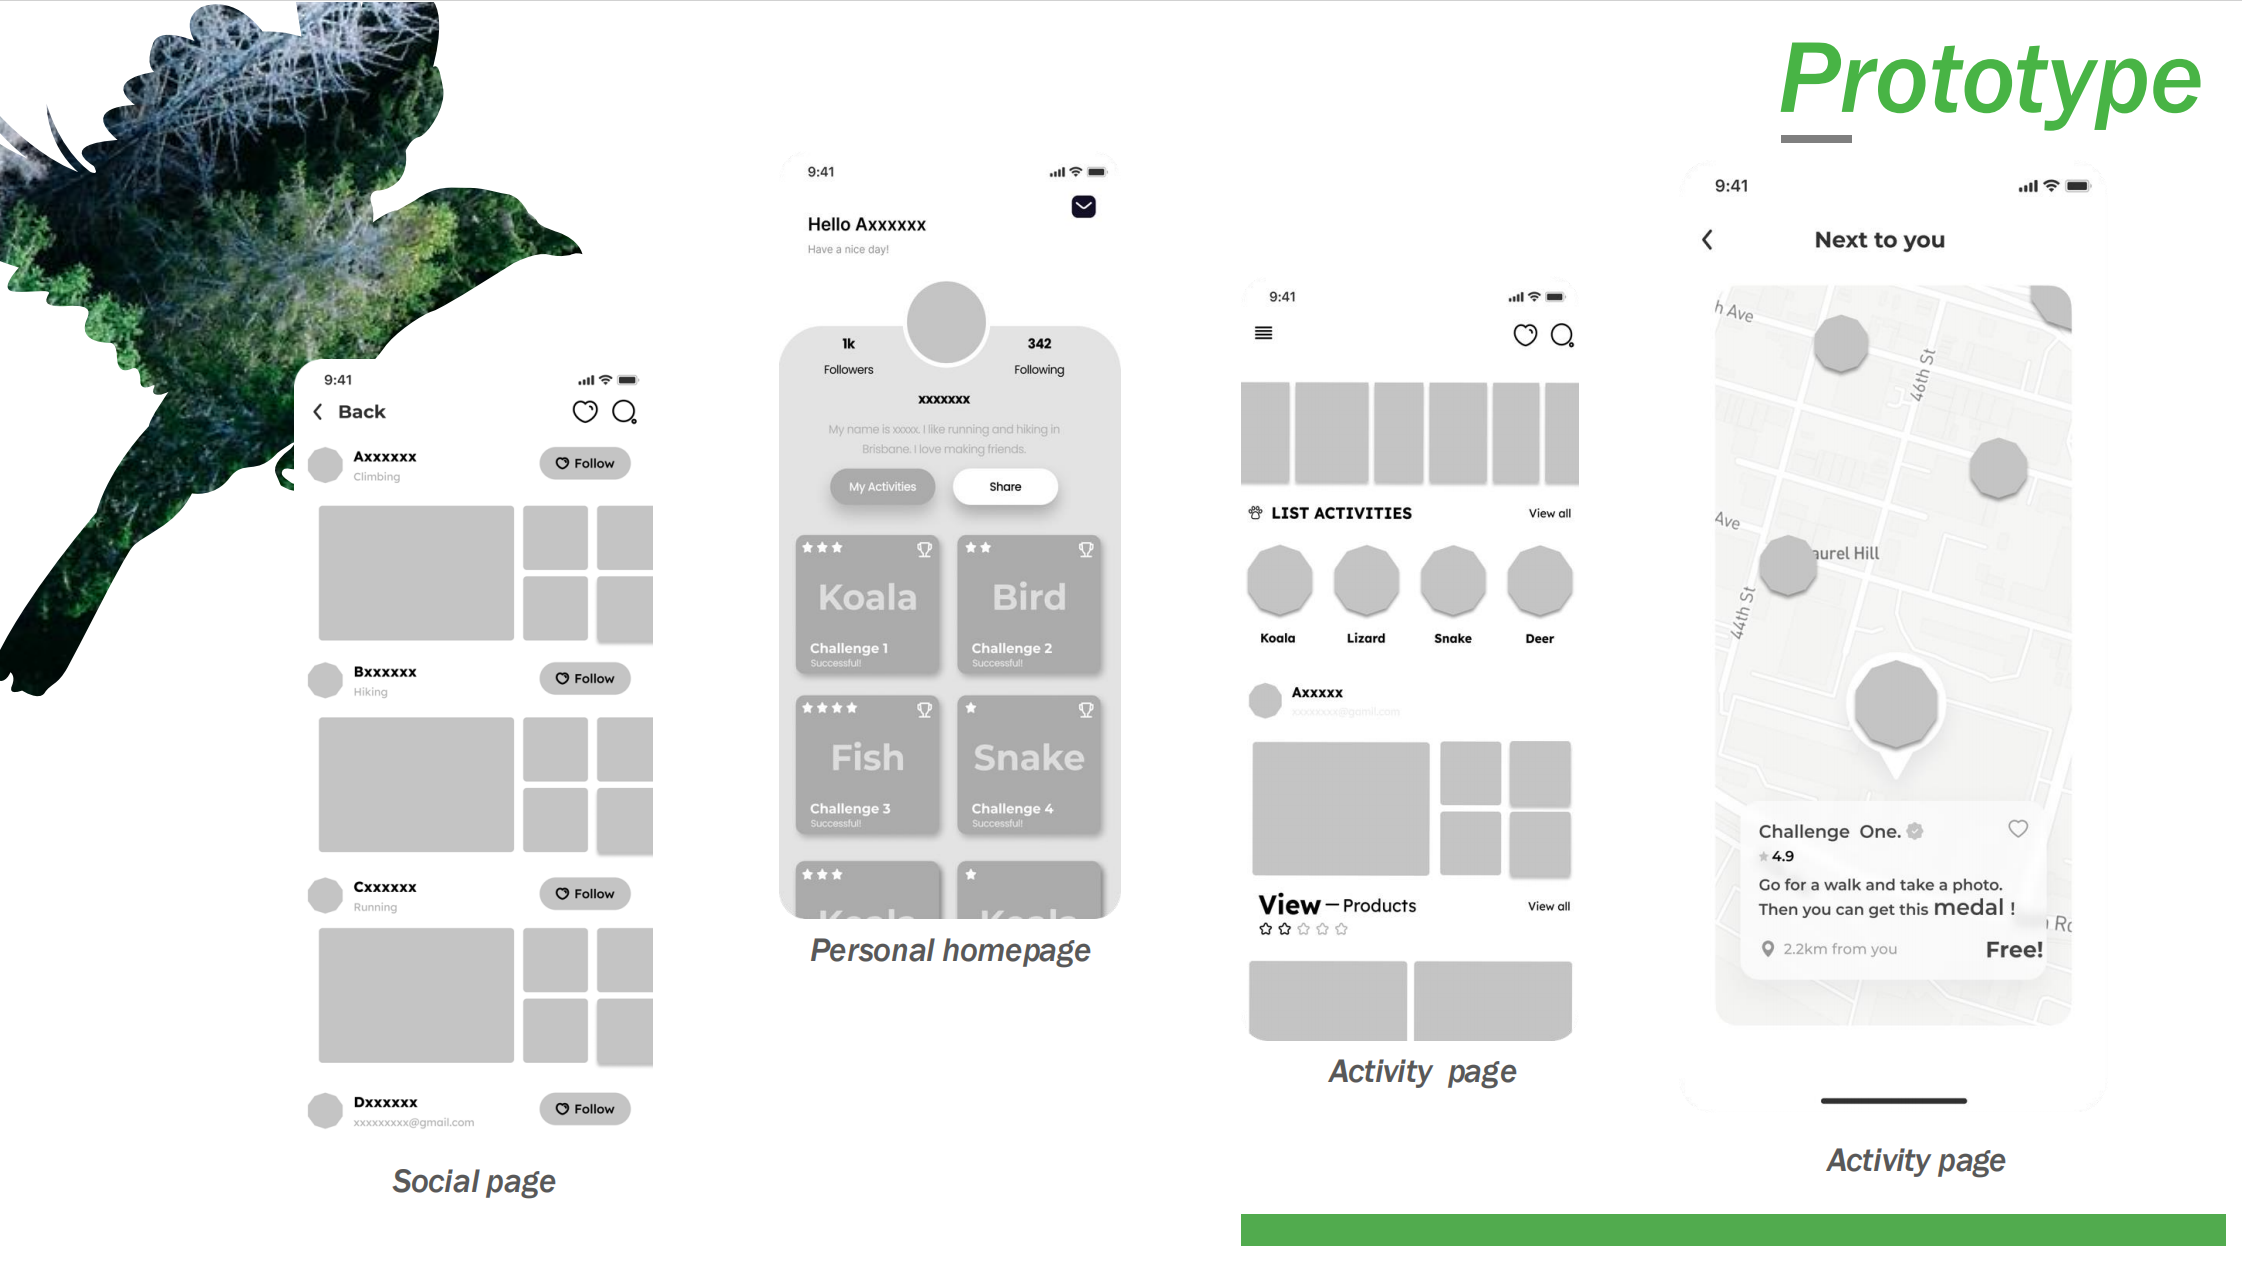 Prototype
9:41
Back
Axxxxxx
Climbing
Follow
Bxxxxxx
Hiking
Follow
Cxxxxxx
Running
Follow
Dxxxxxx
xxxxxxxxx@gmail.com
Follow
Social page
9:41
Hello Axxxxxx
Have a nice day!
1k
Followers
342
Following
xxxxxxx
My name is xxxxx. I like running and hiking in
Brisbane. I love making friends.
My Activities
Share
Koala
Challenge 1
Successful!
Bird
Challenge 2
Successful!
Fish
Challenge 3
Successful!
Snake
Challenge 4
Successful!
Personal homepage
9:41
LIST ACTIVITIES
View all
Koala
Lizard
Snake
Deer
Axxxxx
xxxxxxxx@gamil.com
View – Products
View all
Activity page
9:41
Next to you
h Ave
46th St
Ave
aurel Hill
44th St
Challenge One.
4.9
Go for a walk and take a photo.
Then you can get this medal !
2.2km from you
Free!
Activity page